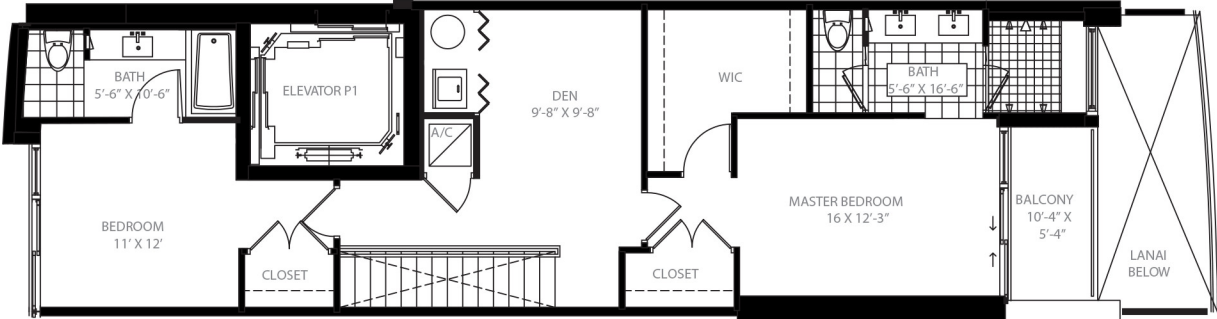 BATH
5'-6" X 10'-6"
ELEVATOR P1
A/C
DEN
9'-8" X 9'-8"
WIC
BATH
5'-6" X 16'-6"
BEDROOM
11' X 12'
CLOSET
CLOSET
MASTER BEDROOM
16 X 12'-3"
BALCONY
10'-4" X
5'-4"
LANAI
BELOW